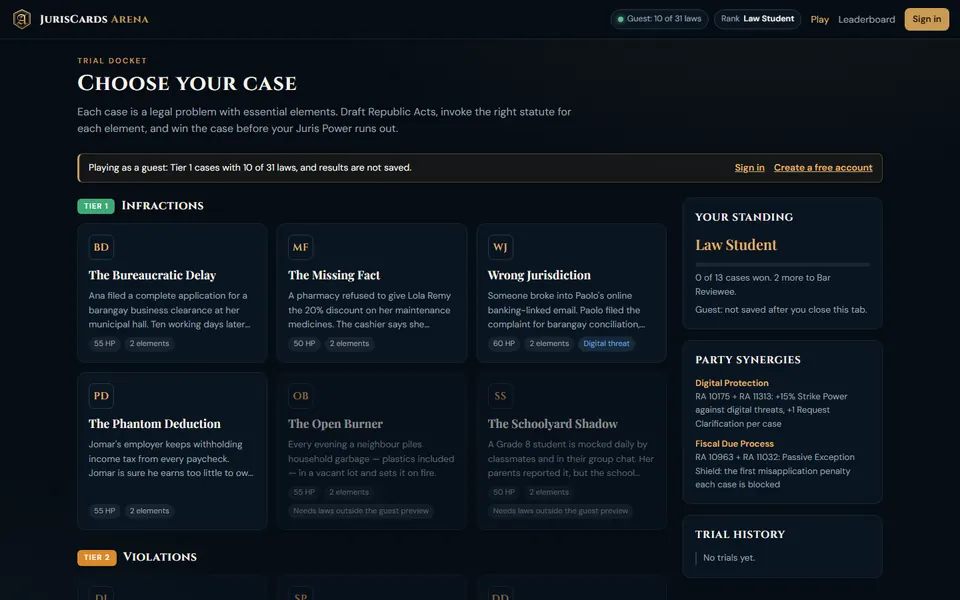 JurisCards Arena
Guest: 10 of 31 laws
Rank Law Student
Play
Leaderboard
Sign in
TRIAL DOCKET
Choose your case
Each case is a legal problem with essential elements. Draft Republic Acts, invoke the right statute for
each element, and win the case before your Juris Power runs out.
Playing as a guest: Tier 1 cases with 10 of 31 laws, and results are not saved.
Sign in
Create a free account
TIER 1 Infractions
BD
The Bureaucratic Delay
Ana filed a complete application for a
barangay business clearance at her
municipal hall. Ten working days later...
55 HP
2 elements
MF
The Missing Fact
A pharmacy refused to give Lola Remy
the 20% discount on her maintenance
medicines. The cashier says she...
50 HP
2 elements
WJ
Wrong Jurisdiction
Someone broke into Paolo's online
banking-linked email. Paolo filed the
complaint for barangay conciliation,...
60 HP
2 elements
Digital threat
PD
The Phantom Deduction
Jomar's employer keeps withholding
income tax from every paycheck.
Jomar is sure he earns too little to ow...
55 HP
2 elements
OB
The Open Burner
Every evening a neighbour piles
household garbage — plastics included
— in a vacant lot and sets it on fire.
55 HP
2 elements
Needs laws outside the guest preview
SS
The Schoolyard Shadow
A Grade 8 student is mocked daily by
classmates and in their group chat. Her
parents reported it, but the school...
50 HP
2 elements
Needs laws outside the guest preview
TIER 2 Violations
SP
DD
YOUR STANDING
Law Student
0 of 13 cases won. 2 more to Bar
Reviewee.
Guest: not saved after you close this tab.
PARTY SYNERGIES
Digital Protection
RA 10175 + RA 11313: +15% Strike Power
against digital threats, +1 Request
Clarification per case
Fiscal Due Process
RA 10963 + RA 11032: Passive Exception
Shield: the first misapplication penalty
each case is blocked
TRIAL HISTORY
No trials yet.